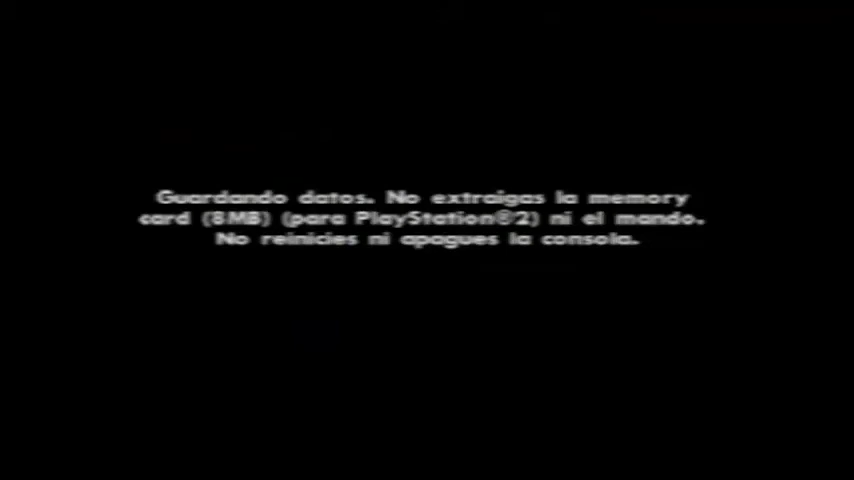 Guardando datos. No extraigas la memory
card (8MB) (para PlayStation®2) ni el mando.
No reinicies ni apagues la consola.